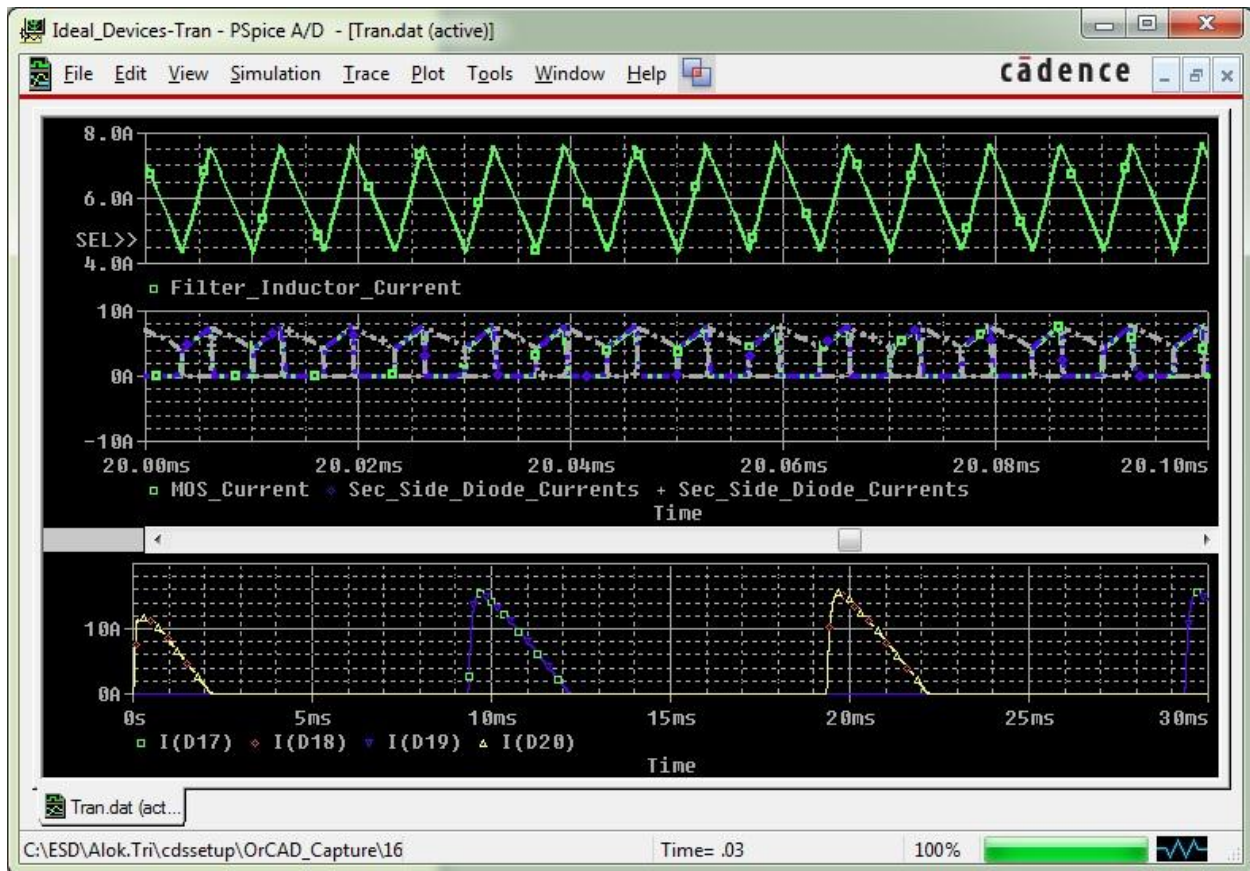 Ideal_Devices-Tran - PSpice A/D - [Tran.dat (active)]
File Edit View Simulation Trace Plot Tools Window Help cādence
8.0A
6.0A
SEL>>
4.0A
Filter_Inductor_Current
10A
0A
-10A
20.00ms 20.02ms 20.04ms 20.06ms 20.08ms 20.10ms
MOS_Current Sec_Side_Diode_Currents + Sec_Side_Diode_Currents
Time
10A
0A
0s 5ms 10ms 15ms 20ms 25ms 30ms
I(D17) I(D18) I(D19) I(D20)
Time
Tran.dat (act...
C:\ESD\Alok.Tri\cdssetup\OrCAD_Capture\16 Time= .03 100%